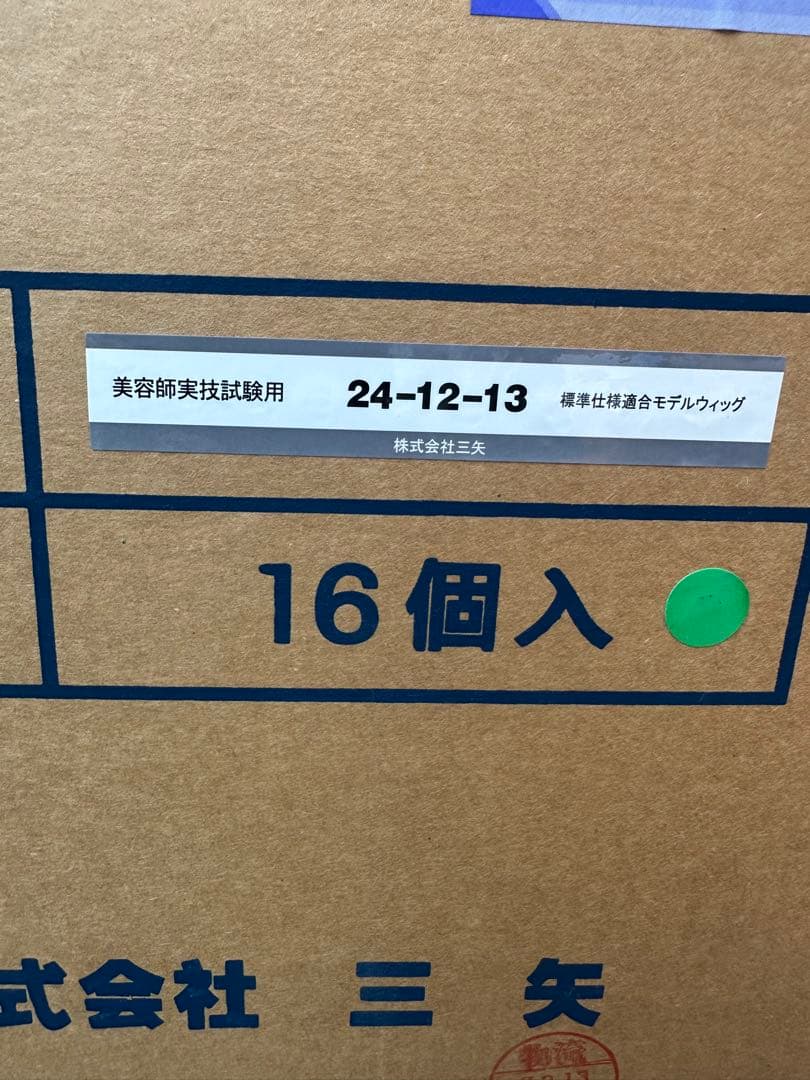 美容師実技試験用 24-12-13 標準仕様適合モデルウィッグ
株式会社三矢
16個入
式会社 三矢
物流